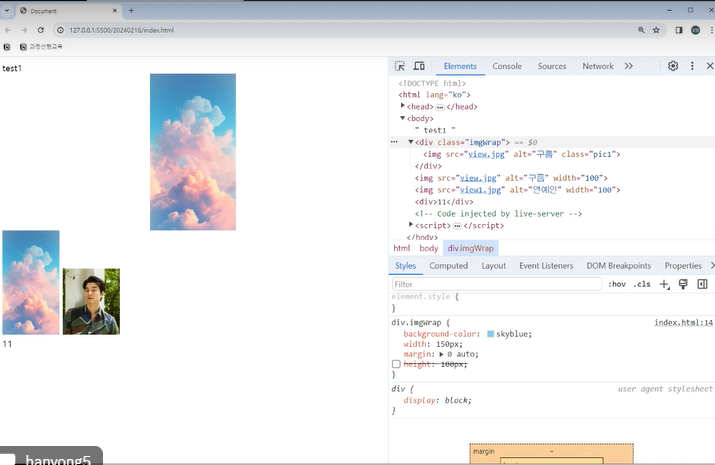 Document
127.0.0.1:5500/20240216/index.html
과정선행교육
test1
11
Elements Console Sources Network
<!DOCTYPE html>
<html lang="ko">
<head> </head>
<body>
" test1 "
<div class="imgWrap"> == $0
<img src="view.jpg" alt="구름" class="pic1">
</div>
<img src="view.jpg" alt="구름" width="100">
<img src="view1.jpg" alt="연예인" width="100">
<div>11</div>
<!-- Code injected by live-server -->
<script> </script>
</body>
html body div.imgWrap
Styles Computed Layout Event Listeners DOM Breakpoints Properties
Filter :hov .cls
element.style {
}
div.imgWrap { index.html:14
background-color: skyblue;
width: 150px;
margin: 0 auto;
height: 100px;
}
div { user agent stylesheet
display: block;
}
margin -
hanyong5